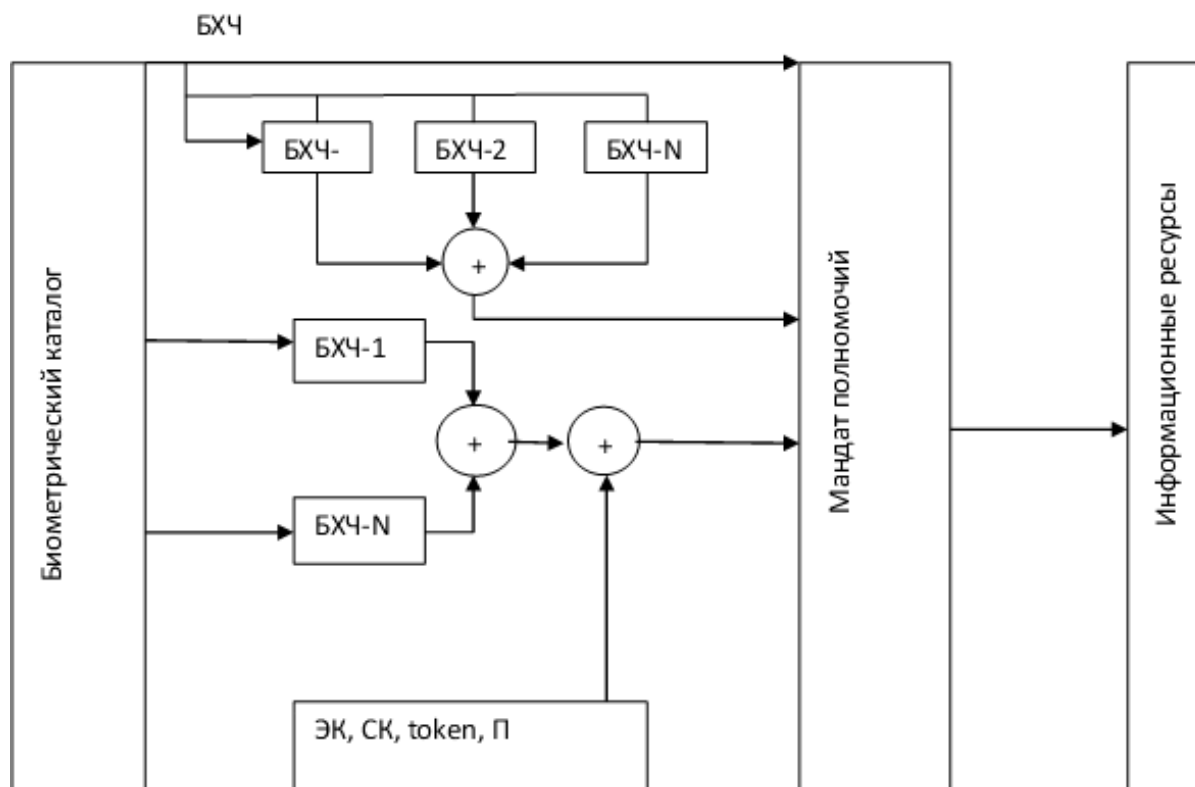 БХЧ
БХЧ-
БХЧ-2
БХЧ-N
+
БХЧ-1
+
+
БХЧ-N
ЭК, СК, token, П
Биометрический каталог
Мандат полномочий
Информационные ресурсы